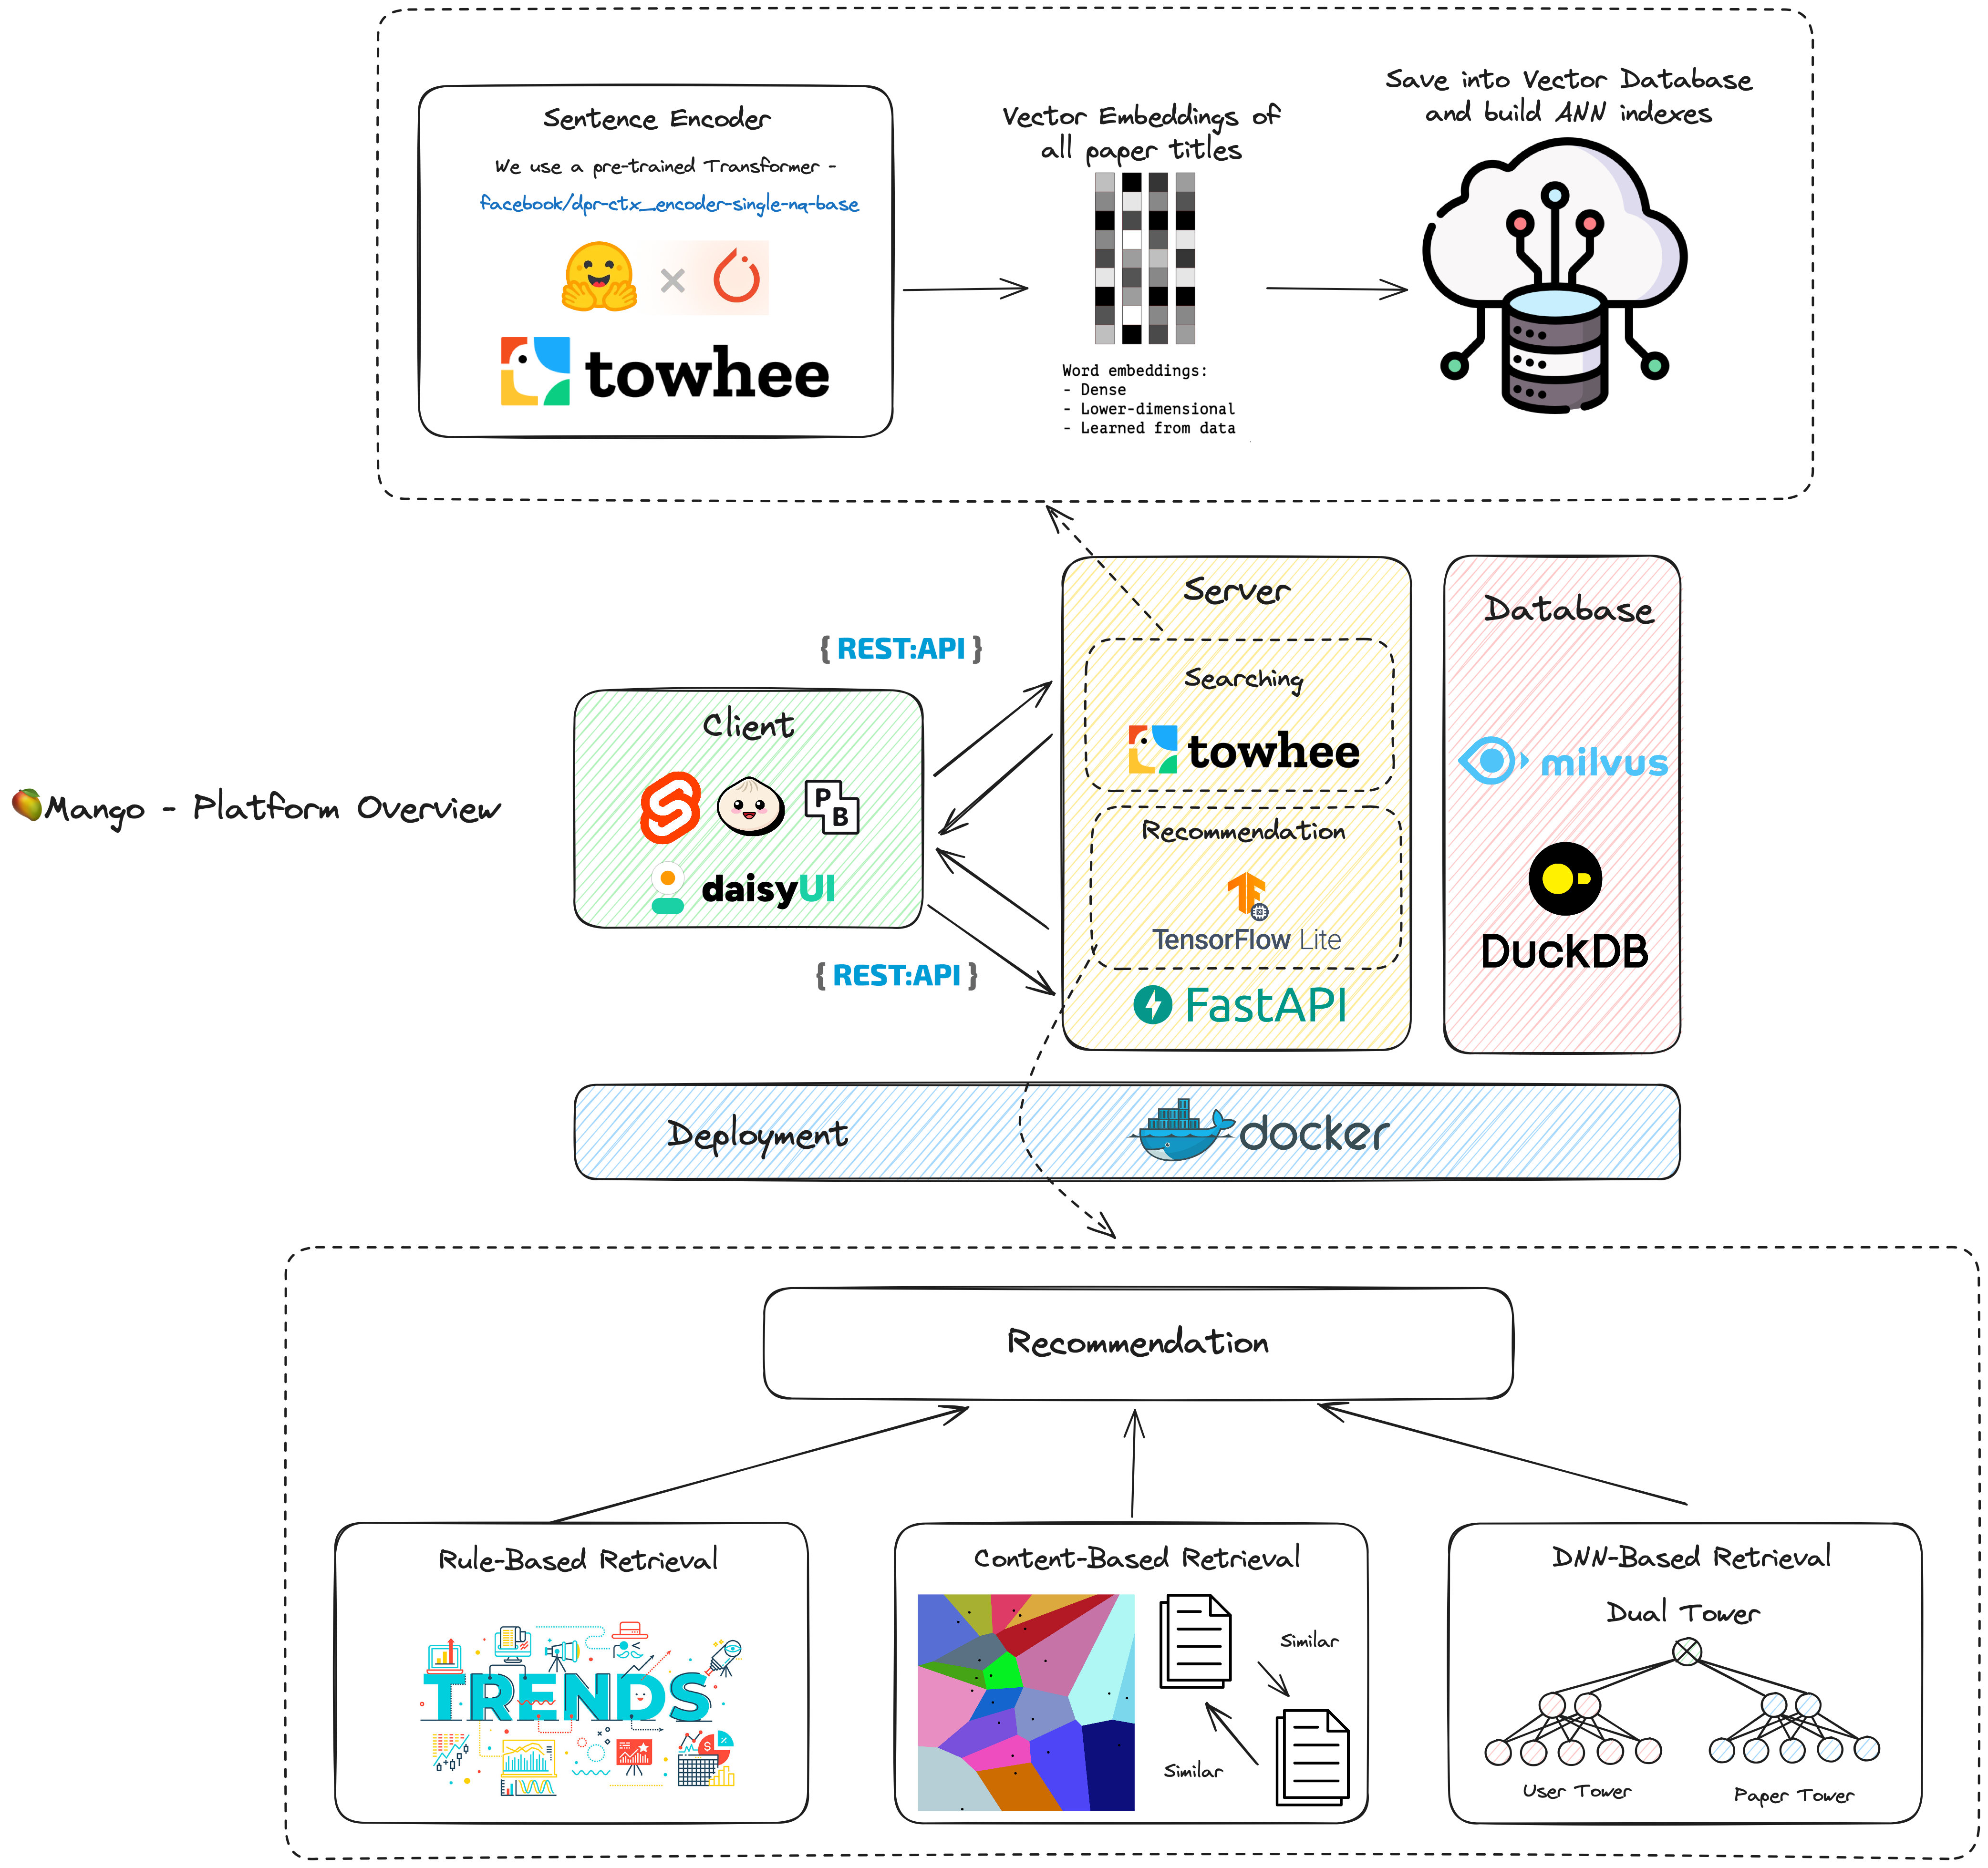 Sentence Encoder
We use a pre-trained Transformer -
facebook/dpr-ctx_encoder-single-nq-base
towhee
Vector Embeddings of
all paper titles
Word embeddings:
- Dense
- Lower-dimensional
- Learned from data
Save into Vector Database
and build ANN indexes
🥭Mango - Platform Overview
{ REST:API }
Client
P
B
daisyUI
{ REST:API }
Server
Searching
towhee
Recommendation
TensorFlow Lite
FastAPI
Database
milvus
DuckDB
Deployment
docker
Recommendation
Rule-Based Retrieval
TRENDS
Content-Based Retrieval
Similar
Similar
DNN-Based Retrieval
Dual Tower
User Tower
Paper Tower